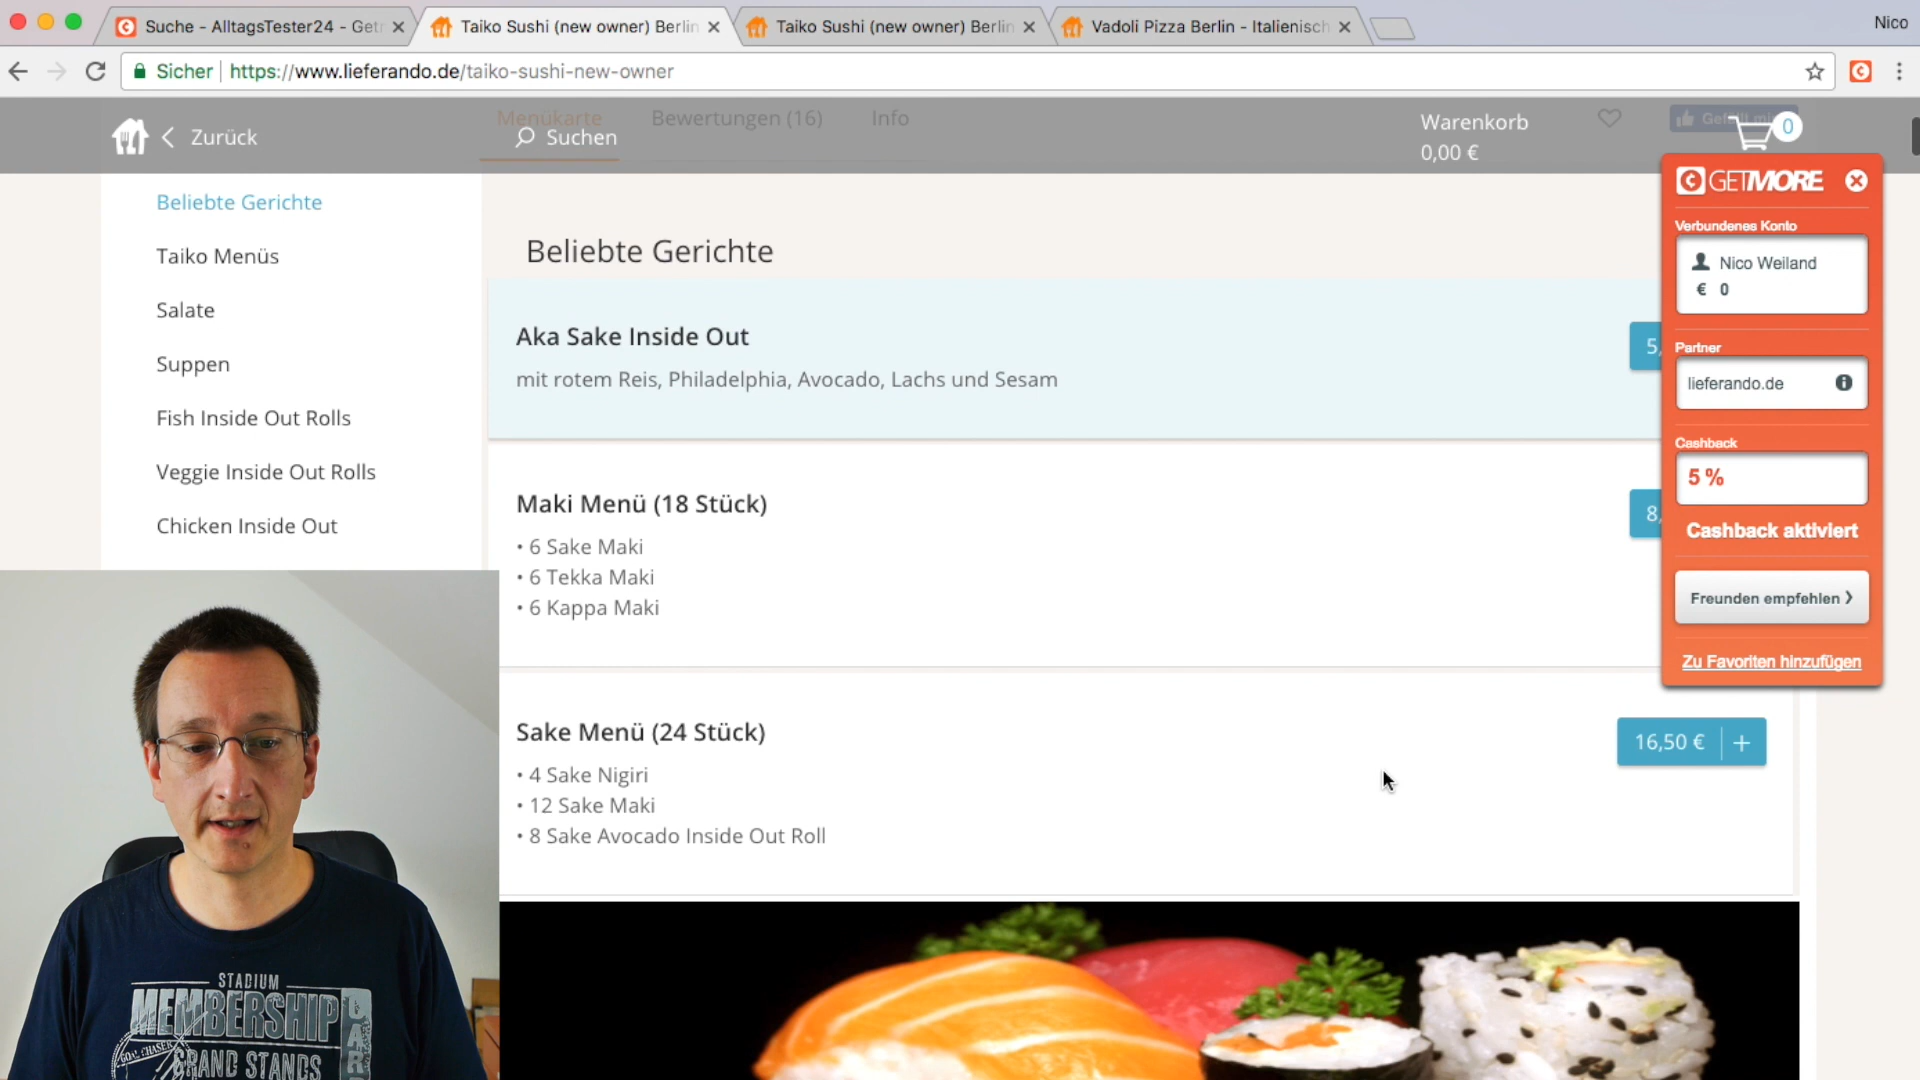 Suche - AlltagsTester24 - Get
Taiko Sushi (new owner) Berlin
Taiko Sushi (new owner) Berlin
Vadoli Pizza Berlin - Italienisch
Nico
Sicher
https://www.lieferando.de/taiko-sushi-new-owner
Menükarte
Bewertungen (16)
Info
Zurück
Suchen
Warenkorb
0,00 €
0
Beliebte Gerichte
Taiko Menüs
Salate
Suppen
Fish Inside Out Rolls
Veggie Inside Out Rolls
Chicken Inside Out
Beliebte Gerichte
Aka Sake Inside Out
mit rotem Reis, Philadelphia, Avocado, Lachs und Sesam
5,
Maki Menü (18 Stück)
• 6 Sake Maki
• 6 Tekka Maki
• 6 Kappa Maki
8,
Sake Menü (24 Stück)
• 4 Sake Nigiri
• 12 Sake Maki
• 8 Sake Avocado Inside Out Roll
16,50 € +
GETMORE
Verbundenes Konto
Nico Weiland
€ 0
Partner
lieferando.de
Cashback
5 %
Cashback aktiviert
Freunden empfehlen ›
Zu Favoriten hinzufügen
STADIUM
MEMBERSHIP
GRAND STANDS